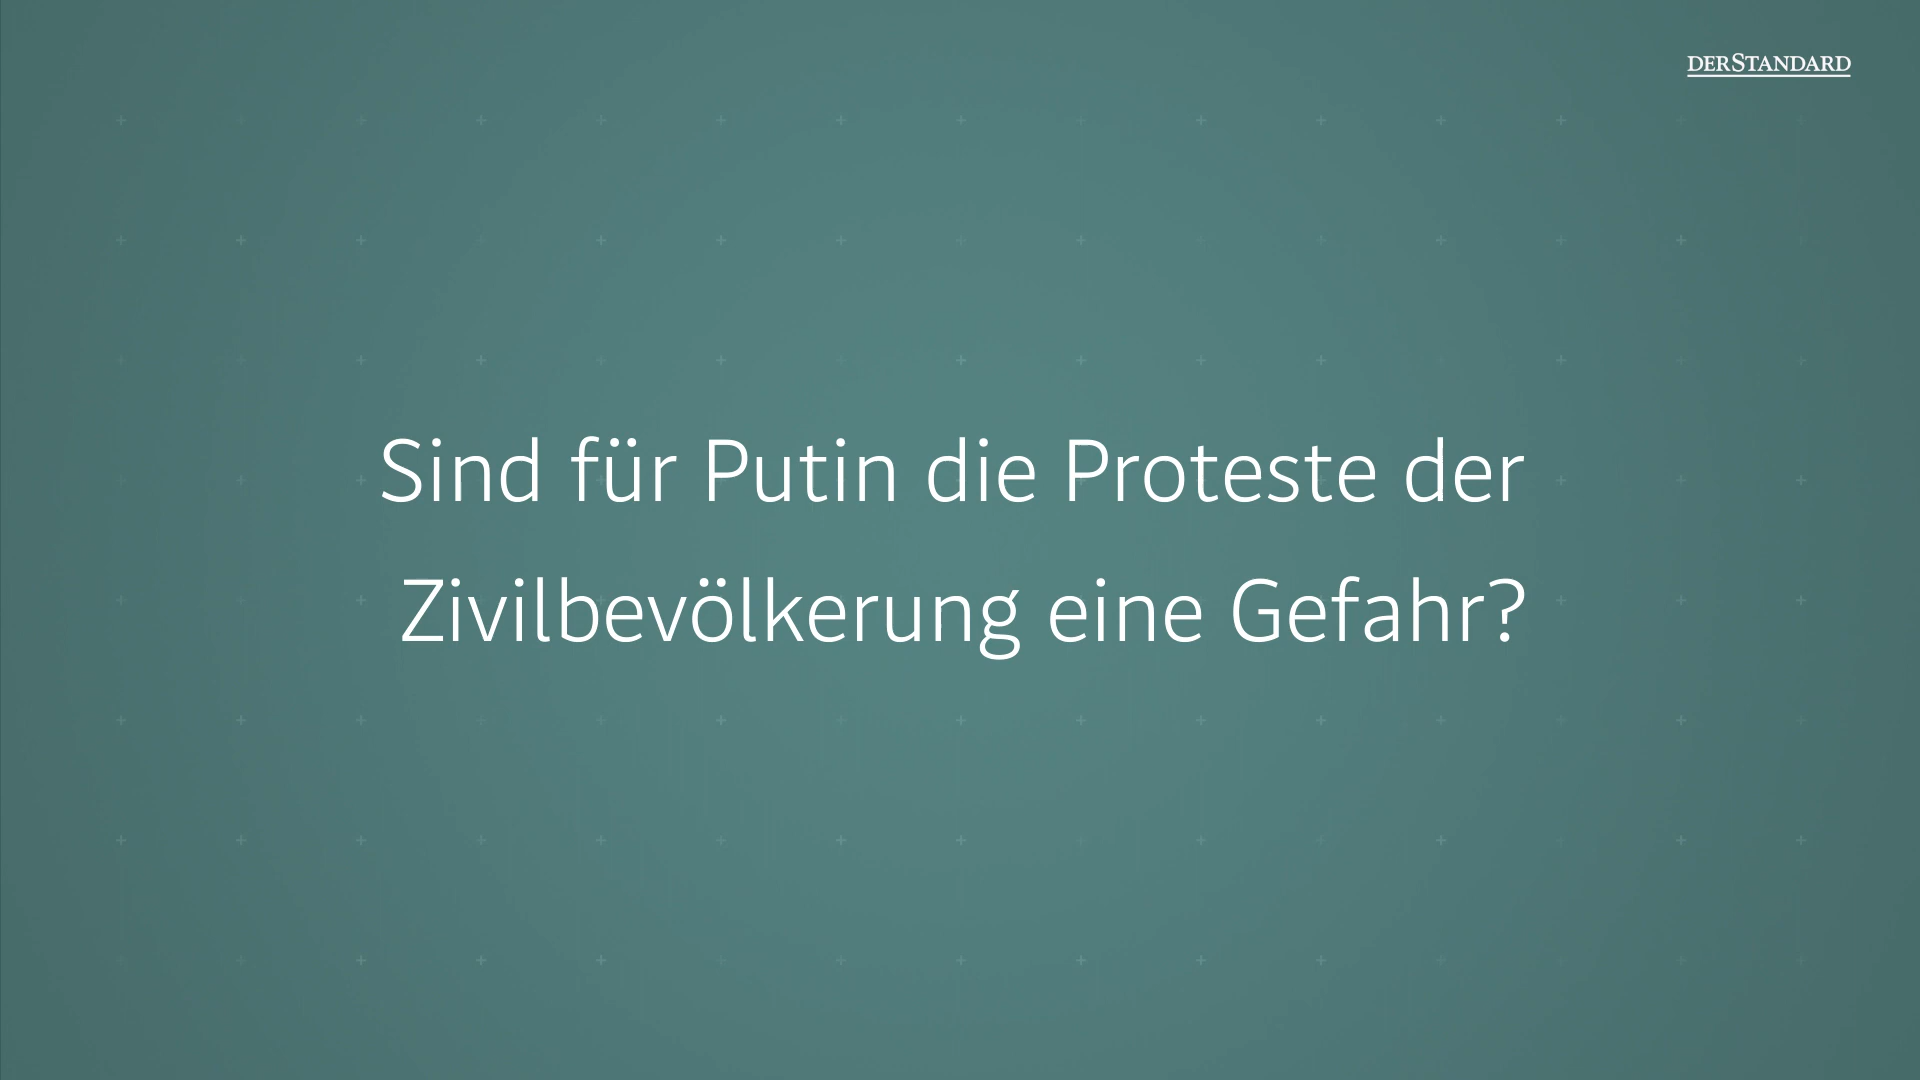 DERSTANDARD
Sind für Putin die Proteste der
Zivilbevölkerung eine Gefahr?